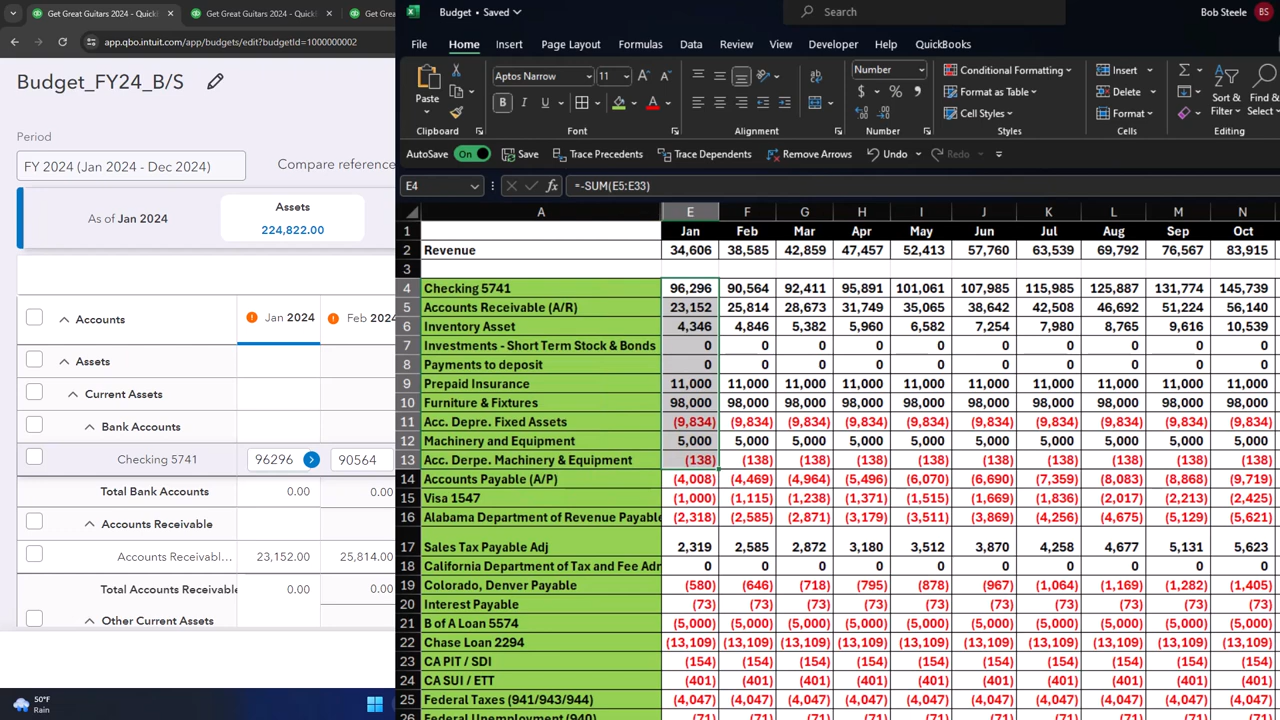 Get Great Guitars 2024 C
Get Great Guitars 2024 C
Get Gr
app.qbo.intuit.com/app/budgets/edit?budgetId=1000000002
Budget_FY24_B/S
Period
FY 2024 (Jan 2024 - Dec 2024)
Compare reference
As of Jan 2024
Assets
224,822.00
Accounts
Jan 2024
Feb 2024
Assets
Current Assets
Bank Accounts
Checking 5741
96296
90564
Total Bank Accounts
0.00
0.00
Accounts Receivable
Accounts Receivabl...
23,152.00
25,814.00
Total Accounts Receivable
0.00
0.00
Other Current Assets
50°F
Rain
Budget • Saved
Search
Bob Steele
BS
File Home Insert Page Layout Formulas Data Review View Developer Help QuickBooks
Paste
Clipboard
Aptos Narrow
11
B I U
Font
Alignment
Number
$ % 9
Number
Conditional Formatting
Format as Table
Cell Styles
Styles
Insert
Delete
Format
Cells
Sort &
Filter
Find &
Select
Editing
AutoSave On Save Trace Precedents Trace Dependents Remove Arrows Undo Redo
E4 fx =-SUM(E5:E33)
A E F G H I J K L M N
1 Jan Feb Mar Apr May Jun Jul Aug Sep Oct
2 Revenue 34,606 38,585 42,859 47,457 52,413 57,760 63,539 69,792 76,567 83,915
3
4 Checking 5741 96,296 90,564 92,411 95,891 101,061 107,985 115,985 125,887 131,774 145,739
5 Accounts Receivable (A/R) 23,152 25,814 28,673 31,749 35,065 38,642 42,508 46,692 51,224 56,140
6 Inventory Asset 4,346 4,846 5,382 5,960 6,582 7,254 7,980 8,765 9,616 10,539
7 Investments - Short Term Stock & Bonds 0 0 0 0 0 0 0 0 0 0
8 Payments to deposit 0 0 0 0 0 0 0 0 0 0
9 Prepaid Insurance 11,000 11,000 11,000 11,000 11,000 11,000 11,000 11,000 11,000 11,000
10 Furniture & Fixtures 98,000 98,000 98,000 98,000 98,000 98,000 98,000 98,000 98,000 98,000
11 Acc. Depre. Fixed Assets (9,834) (9,834) (9,834) (9,834) (9,834) (9,834) (9,834) (9,834) (9,834) (9,834)
12 Machinery and Equipment 5,000 5,000 5,000 5,000 5,000 5,000 5,000 5,000 5,000 5,000
13 Acc. Derpe. Machinery & Equipment (138) (138) (138) (138) (138) (138) (138) (138) (138) (138)
14 Accounts Payable (A/P) (4,008) (4,469) (4,964) (5,496) (6,070) (6,690) (7,359) (8,083) (8,868) (9,718)
15 Visa 1547 (1,000) (1,115) (1,238) (1,371) (1,515) (1,669) (1,836) (2,017) (2,213) (2,425)
16 Alabama Department of Revenue Payable (2,318) (2,585) (2,871) (3,179) (3,511) (3,869) (4,256) (4,675) (5,129) (5,621)
17 Sales Tax Payable Adj 2,319 2,585 2,872 3,180 3,512 3,870 4,258 4,677 5,131 5,623
18 California Department of Tax and Fee Adm 0 0 0 0 0 0 0 0 0 0
19 Colorado, Denver Payable (580) (646) (718) (795) (878) (967) (1,064) (1,169) (1,282) (1,405)
20 Interest Payable (73) (73) (73) (73) (73) (73) (73) (73) (73) (73)
21 B of A Loan 5574 (5,000) (5,000) (5,000) (5,000) (5,000) (5,000) (5,000) (5,000) (5,000) (5,000)
22 Chase Loan 2294 (13,109) (13,109) (13,109) (13,109) (13,109) (13,109) (13,109) (13,109) (13,109) (13,109)
23 CA PIT / SDI (154) (154) (154) (154) (154) (154) (154) (154) (154) (154)
24 CA SUI / ETT (401) (401) (401) (401) (401) (401) (401) (401) (401) (401)
25 Federal Taxes (941/943/944) (4,047) (4,047) (4,047) (4,047) (4,047) (4,047) (4,047) (4,047) (4,047) (4,047)
26 Federal Unemployment (940) (71) (71) (71) (71) (71) (71) (71) (71) (71) (71)